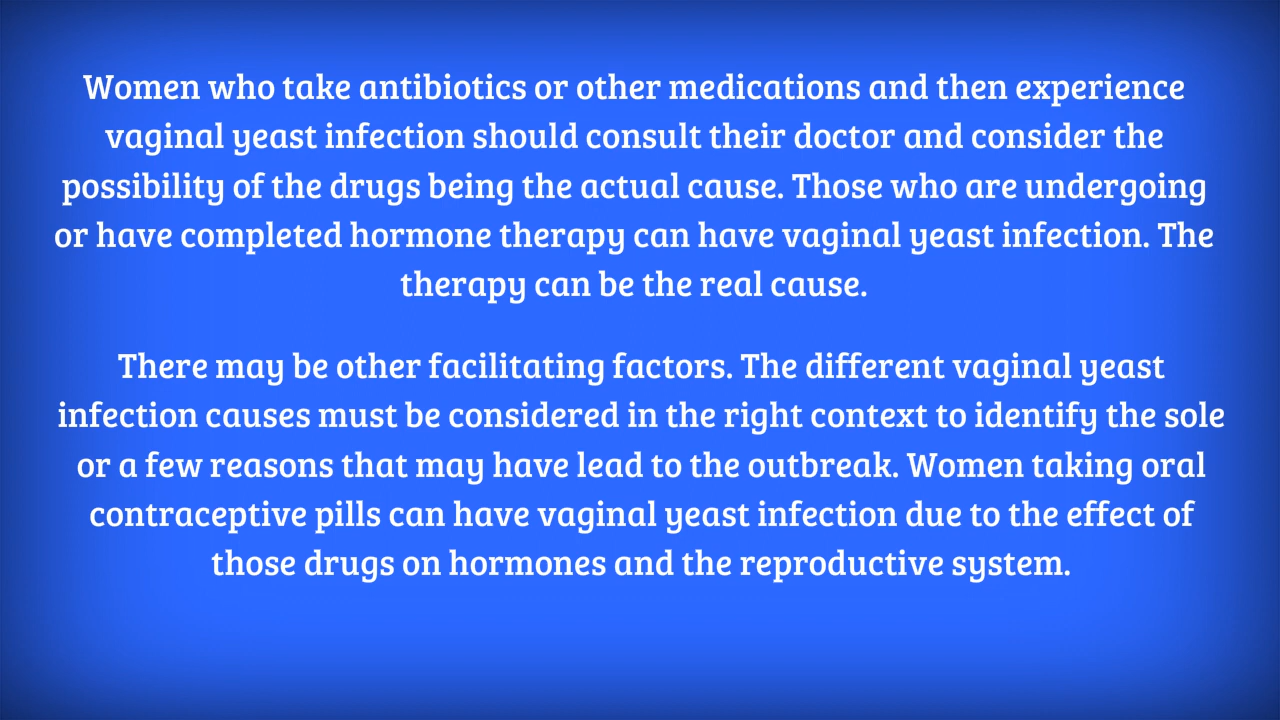 Women who take antibiotics or other medications and then experience
vaginal yeast infection should consult their doctor and consider the
possibility of the drugs being the actual cause. Those who are undergoing
or have completed hormone therapy can have vaginal yeast infection. The
therapy can be the real cause.
There may be other facilitating factors. The different vaginal yeast
infection causes must be considered in the right context to identify the sole
or a few reasons that may have lead to the outbreak. Women taking oral
contraceptive pills can have vaginal yeast infection due to the effect of
those drugs on hormones and the reproductive system.